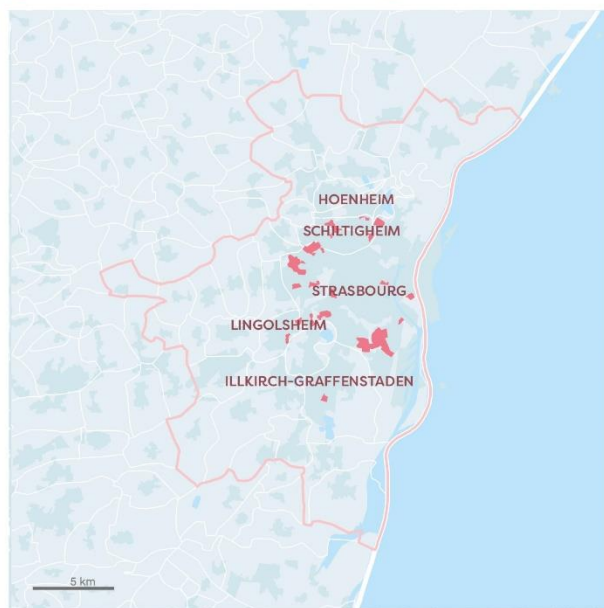 HOENHEIM
SCHILTIGHEIM
STRASBOURG
LINGOLSHEIM
ILLKIRCH-GRAFFENSTADEN
5 km